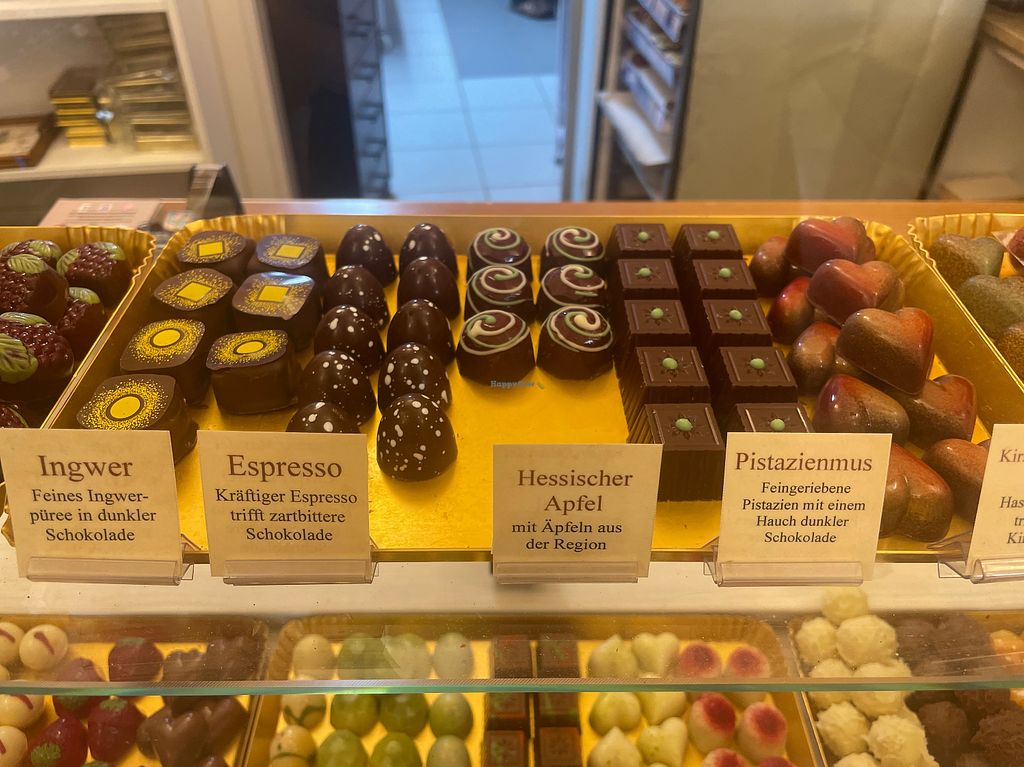 Ingwer
Feines Ingwer-
püree in dunkler
Schokolade
Espresso
Kräftiger Espresso
trifft zartbittere
Schokolade
Hessischer
Apfel
mit Äpfeln aus
der Region
Pistazienmus
Feingeriebene
Pistazien mit einem
Hauch dunkler
Schokolade
HappyCow